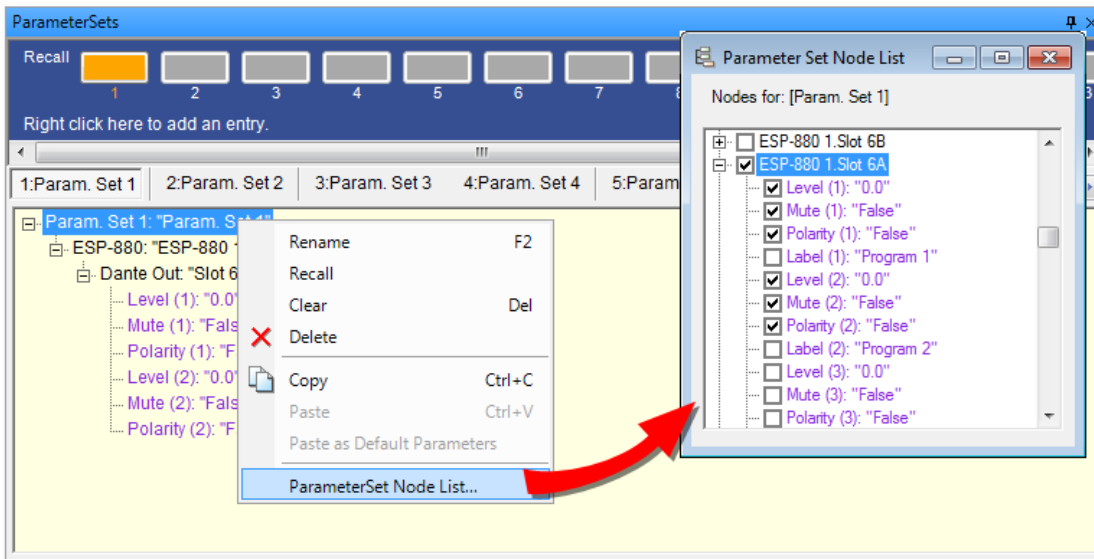 ParameterSets
Recall
1 2 3 4 5 6 7 8
Right click here to add an entry.
1:Param. Set 1 2:Param. Set 2 3:Param. Set 3 4:Param. Set 4 5:Param
Param. Set 1: "Param. Set 1"
ESP-880: "ESP-880 1
Dante Out: "Slot 6
Level (1): "0.0"
Mute (1): "Fals
Polarity (1): "F
Level (2): "0.0"
Mute (2): "Fals
Polarity (2): "F
Rename F2
Recall
Clear Del
Delete
Copy Ctrl+C
Paste Ctrl+V
Paste as Default Parameters
ParameterSet Node List...
Parameter Set Node List
Nodes for: [Param. Set 1]
ESP-880 1.Slot 6B
ESP-880 1.Slot 6A
Level (1): "0.0"
Mute (1): "False"
Polarity (1): "False"
Label (1): "Program 1"
Level (2): "0.0"
Mute (2): "False"
Polarity (2): "False"
Label (2): "Program 2"
Level (3): "0.0"
Mute (3): "False"
Polarity (3): "False"